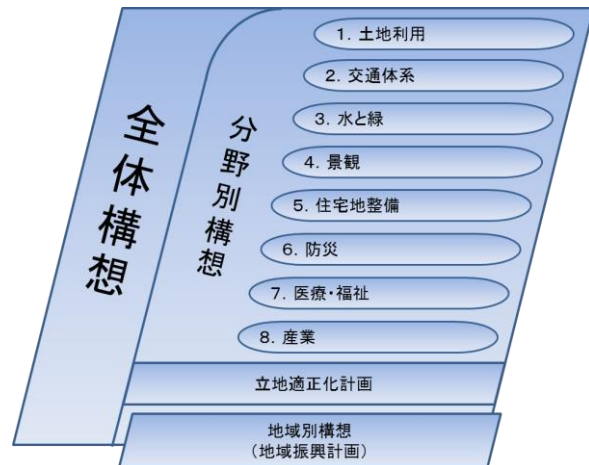 全体構想
分野別構想
1. 土地利用
2. 交通体系
3. 水と緑
4. 景観
5. 住宅地整備
6. 防災
7. 医療・福祉
8. 産業
立地適正化計画
地域別構想
（地域振興計画）